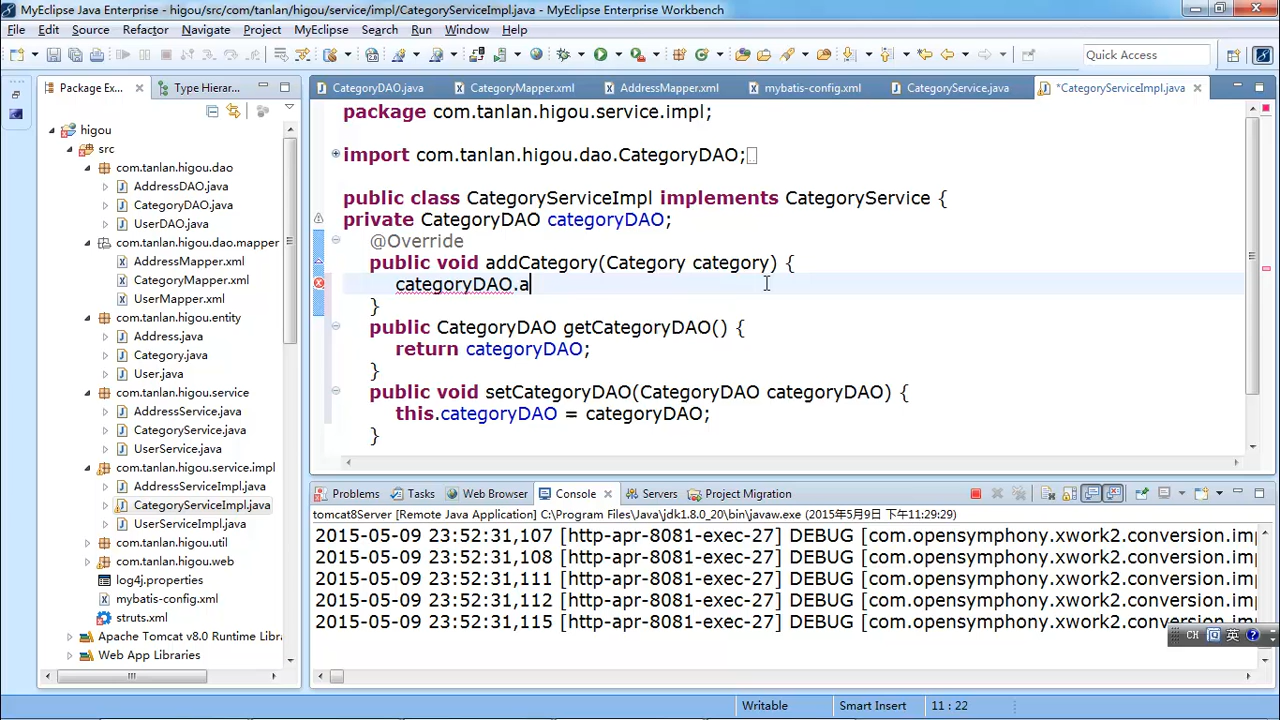 MyEclipse Java Enterprise - higou/src/com/tanlan/higou/service/impl/CategoryServiceImpl.java - MyEclipse Enterprise Workbench
File Edit Source Refactor Navigate Project MyEclipse Search Run Window Help
Quick Access
Package Ex... Type Hierar...
CategoryDAO.java CategoryMapper.xml AddressMapper.xml mybatis-config.xml CategoryService.java *CategoryServiceImpl.java
higou
src
com.tanlan.higou.dao
AddressDAO.java
CategoryDAO.java
UserDAO.java
com.tanlan.higou.dao.mapper
AddressMapper.xml
CategoryMapper.xml
UserMapper.xml
com.tanlan.higou.entity
Address.java
Category.java
User.java
com.tanlan.higou.service
AddressService.java
CategoryService.java
UserService.java
com.tanlan.higou.service.impl
AddressServiceImpl.java
CategoryServiceImpl.java
UserServiceImpl.java
com.tanlan.higou.util
com.tanlan.higou.web
log4j.properties
mybatis-config.xml
struts.xml
Apache Tomcat v8.0 Runtime Libra
Web App Libraries
package com.tanlan.higou.service.impl;
import com.tanlan.higou.dao.CategoryDAO;
public class CategoryServiceImpl implements CategoryService {
private CategoryDAO categoryDAO;
@Override
public void addCategory(Category category) {
categoryDAO.a
}
public CategoryDAO getCategoryDAO() {
return categoryDAO;
}
public void setCategoryDAO(CategoryDAO categoryDAO) {
this.categoryDAO = categoryDAO;
}
Problems Tasks Web Browser Console Servers Project Migration
tomcat8Server [Remote Java Application] C:\Program Files\Java\jdk1.8.0_20\bin\javaw.exe (2015年5月9日 下午11:29:29)
2015-05-09 23:52:31,107 [http-apr-8081-exec-27] DEBUG [com.opensymphony.xwork2.conversion.imp
2015-05-09 23:52:31,108 [http-apr-8081-exec-27] DEBUG [com.opensymphony.xwork2.conversion.imp
2015-05-09 23:52:31,111 [http-apr-8081-exec-27] DEBUG [com.opensymphony.xwork2.conversion.imp
2015-05-09 23:52:31,112 [http-apr-8081-exec-27] DEBUG [com.opensymphony.xwork2.conversion.imp
2015-05-09 23:52:31,115 [http-apr-8081-exec-27] DEBUG [com.opensymphony.xwork2.conversion.imp
CH 英
Writable Smart Insert 11 : 22